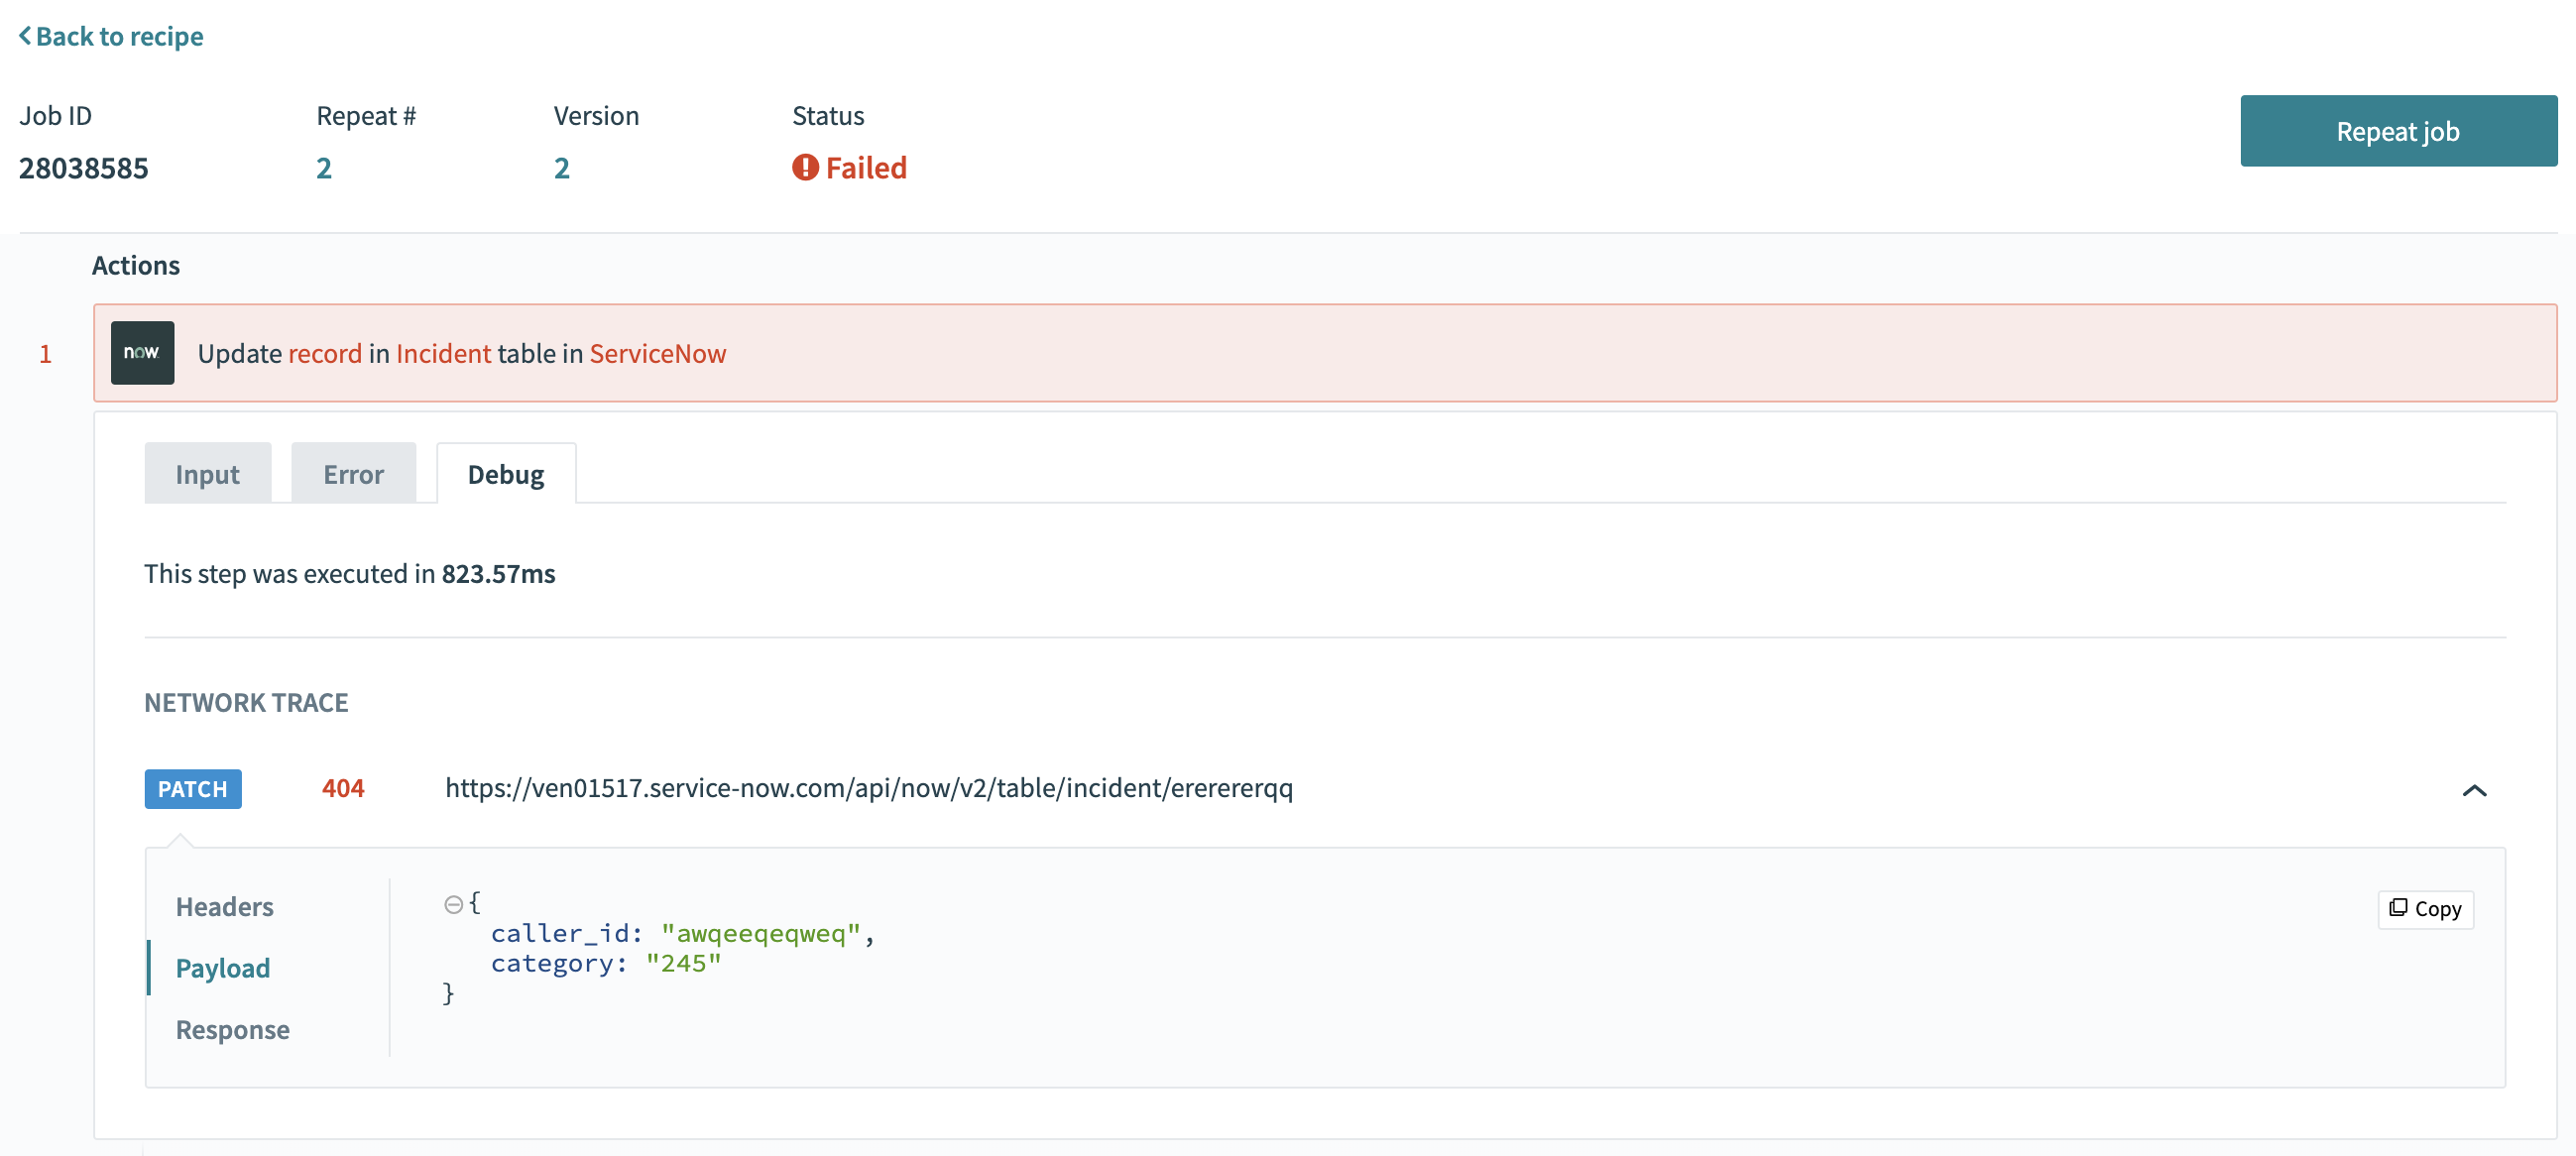 Back to recipe
Job ID Repeat # Version Status
28038585 2 2 Failed
Repeat job
Actions
1 now Update record in Incident table in ServiceNow
Input Error Debug
This step was executed in 823.57ms
NETWORK TRACE
PATCH 404 https://ven01517.service-now.com/api/now/v2/table/incident/erererer​qq
Headers
Payload
Response
{
caller_id: "awqeeqeqweq",
category: "245"
}
Copy